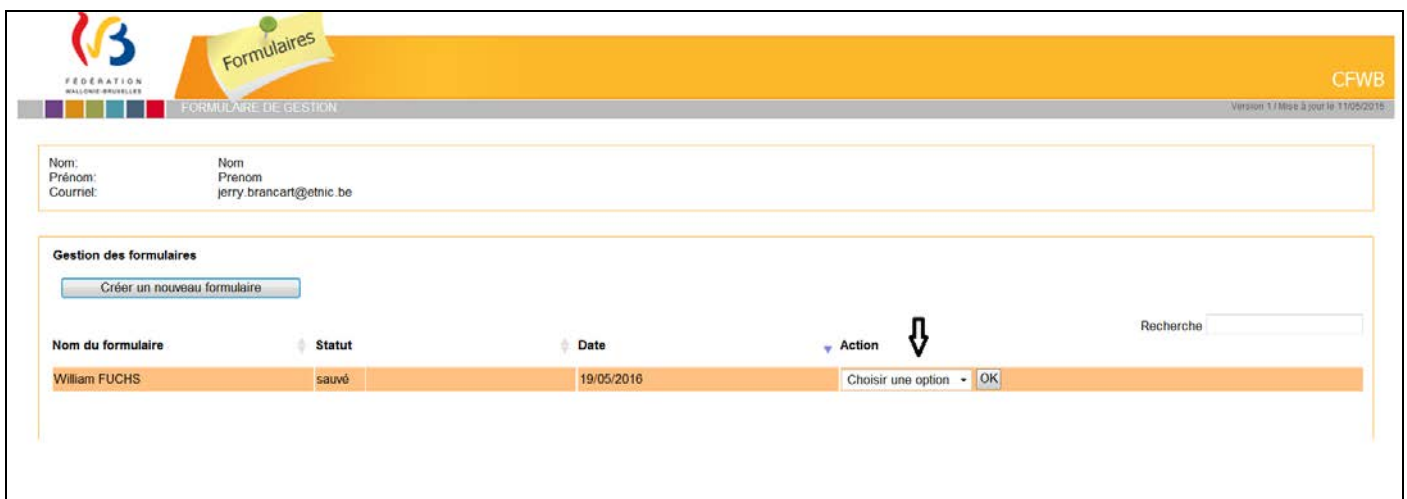 Formulaires
FÉDÉRATION
WALLONIE-BRUXELLES
CFWB
FORMULAIRE DE GESTION
Version 1 / Mise à jour le 11/05/2016
Nom: Nom
Prénom: Prenom
Courriel: jerry.brancart@etnic.be
Gestion des formulaires
Créer un nouveau formulaire
Recherche
Nom du formulaire Statut Date Action
William FUCHS sauvé 19/05/2016 Choisir une option OK